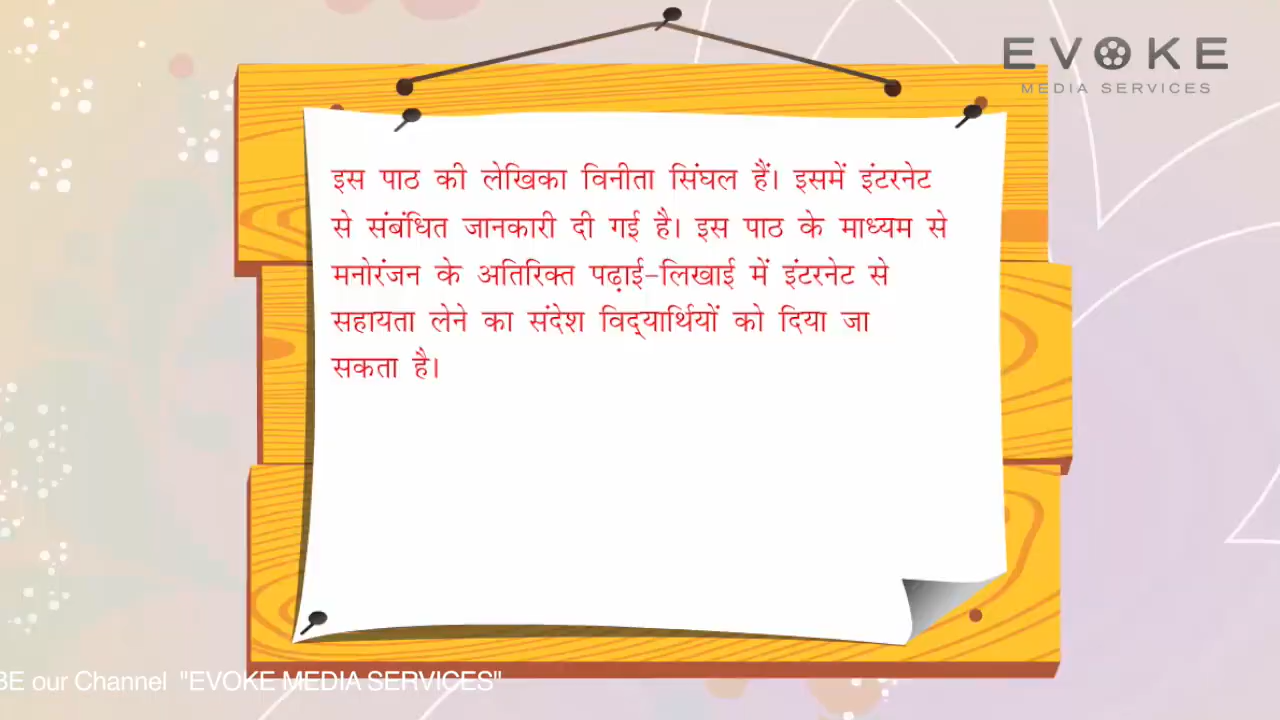 EVOKE
MEDIA SERVICES
इस पाठ की लेखिका विनीता सिंघल हैं। इसमें इंटरनेट
से संबंधित जानकारी दी गई है। इस पाठ के माध्यम से
मनोरंजन के अतिरिक्त पढ़ाई-लिखाई में इंटरनेट से
सहायता लेने का संदेश विद्यार्थियों को दिया जा
सकता है।
BE our Channel "EVOKE MEDIA SERVICES"